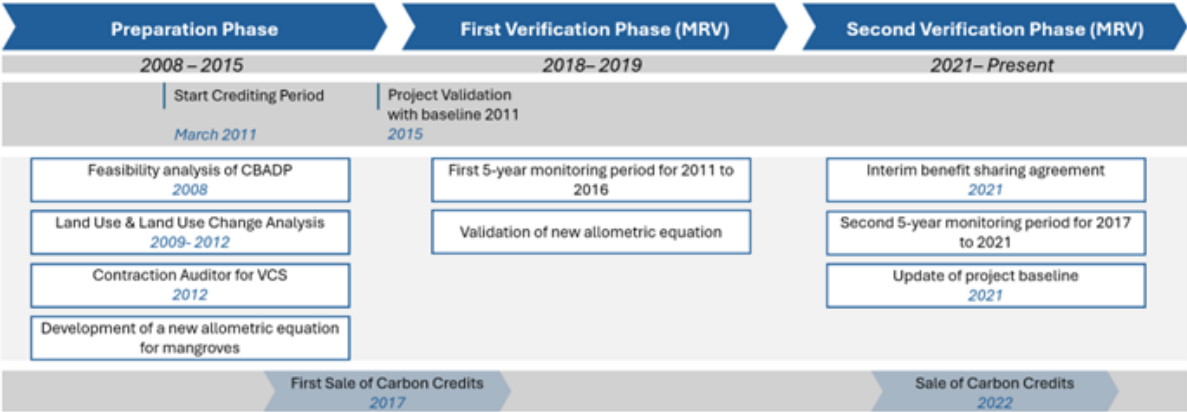 Preparation Phase
First Verification Phase (MRV)
Second Verification Phase (MRV)
2008 – 2015
2018– 2019
2021– Present
Start Crediting Period
March 2011
Project Validation
with baseline 2011
2015
Feasibility analysis of CBADP
2008
Land Use & Land Use Change Analysis
2009- 2012
Contraction Auditor for VCS
2012
Development of a new allometric equation
for mangroves
First 5-year monitoring period for 2011 to
2016
Validation of new allometric equation
Interim benefit sharing agreement
2021
Second 5-year monitoring period for 2017
to 2021
Update of project baseline
2021
First Sale of Carbon Credits
2017
Sale of Carbon Credits
2022